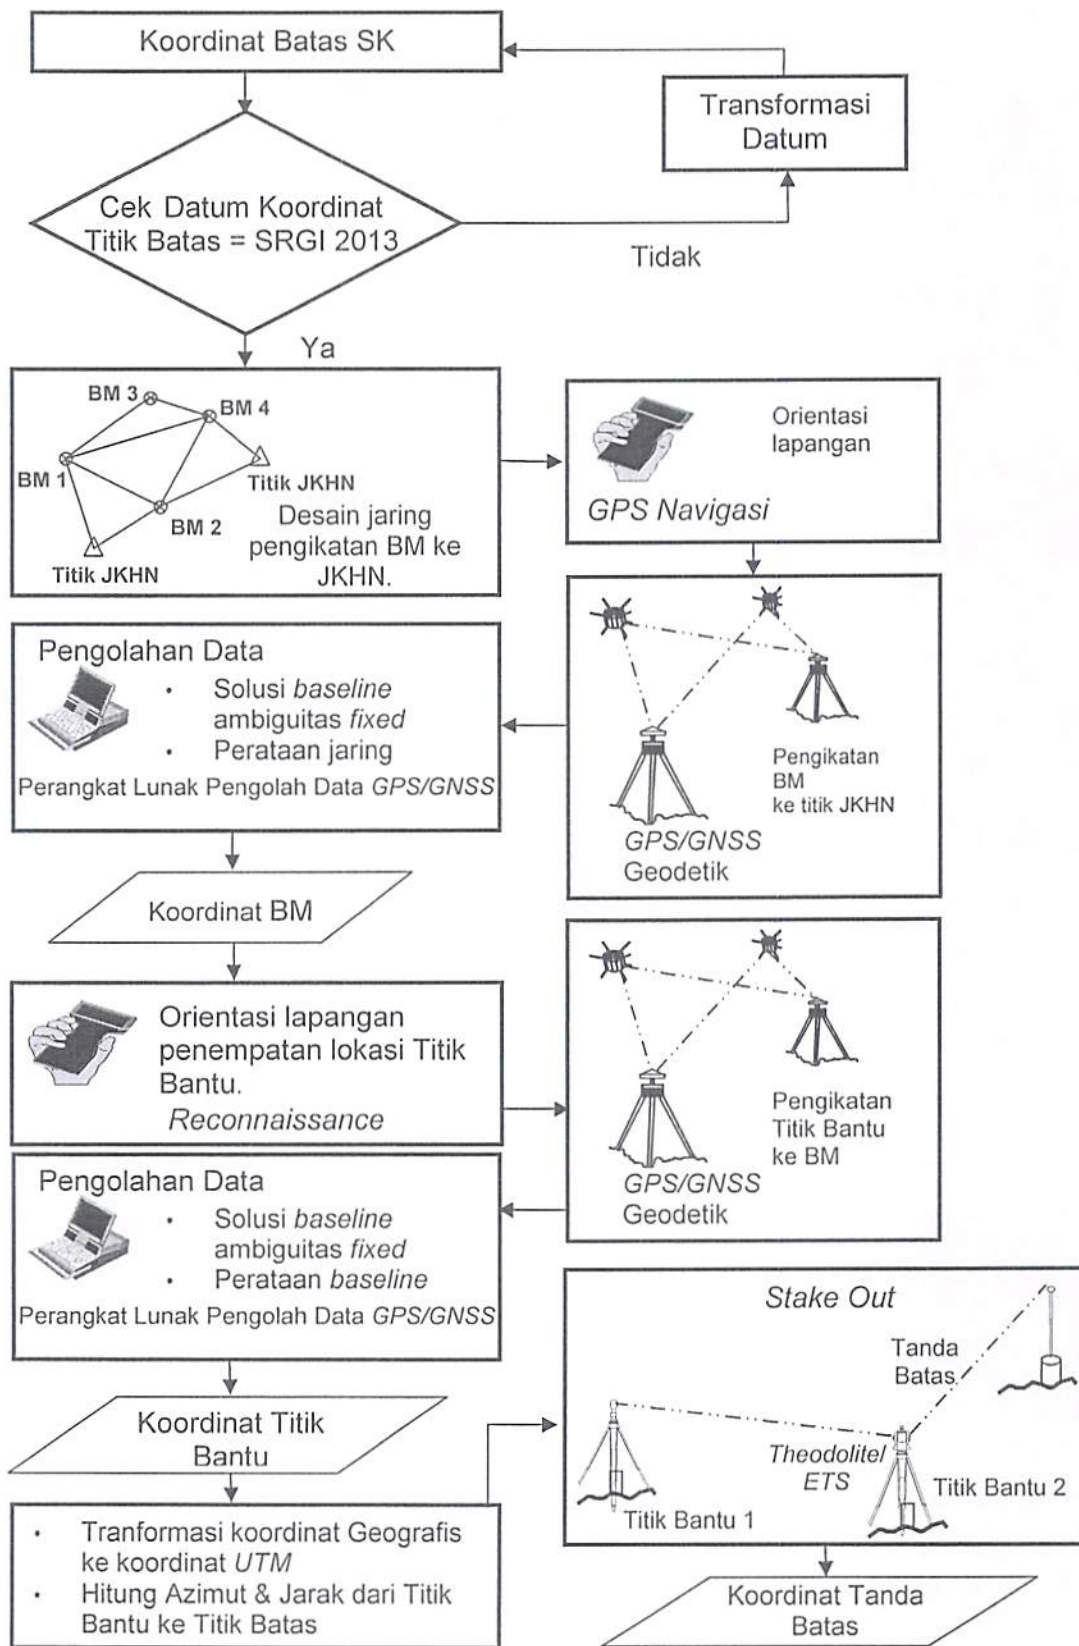 Koordinat Batas SK
Transformasi
Datum
Cek Datum Koordinat
Titik Batas = SRGI 2013
Tidak
Ya
BM 3
BM 4
BM 1
BM 2
Titik JKHN
Titik JKHN
Desain jaring
pengikatan BM ke
JKHN.
Orientasi
lapangan
GPS Navigasi
Pengikatan
BM
ke titik JKHN
GPS/GNSS
Geodetik
Pengolahan Data
• Solusi baseline
ambiguitas fixed
• Perataan jaring
Perangkat Lunak Pengolah Data GPS/GNSS
Koordinat BM
Orientasi lapangan
penempatan lokasi Titik
Bantu.
Reconnaissance
Pengikatan
Titik Bantu
ke BM
GPS/GNSS
Geodetik
Pengolahan Data
• Solusi baseline
ambiguitas fixed
• Perataan baseline
Perangkat Lunak Pengolah Data GPS/GNSS
Koordinat Titik
Bantu
• Tranformasi koordinat Geografis
ke koordinat UTM
• Hitung Azimut & Jarak dari Titik
Bantu ke Titik Batas
Stake Out
Tanda
Batas
Theodolite/
ETS
Titik Bantu 1
Titik Bantu 2
Koordinat Tanda
Batas